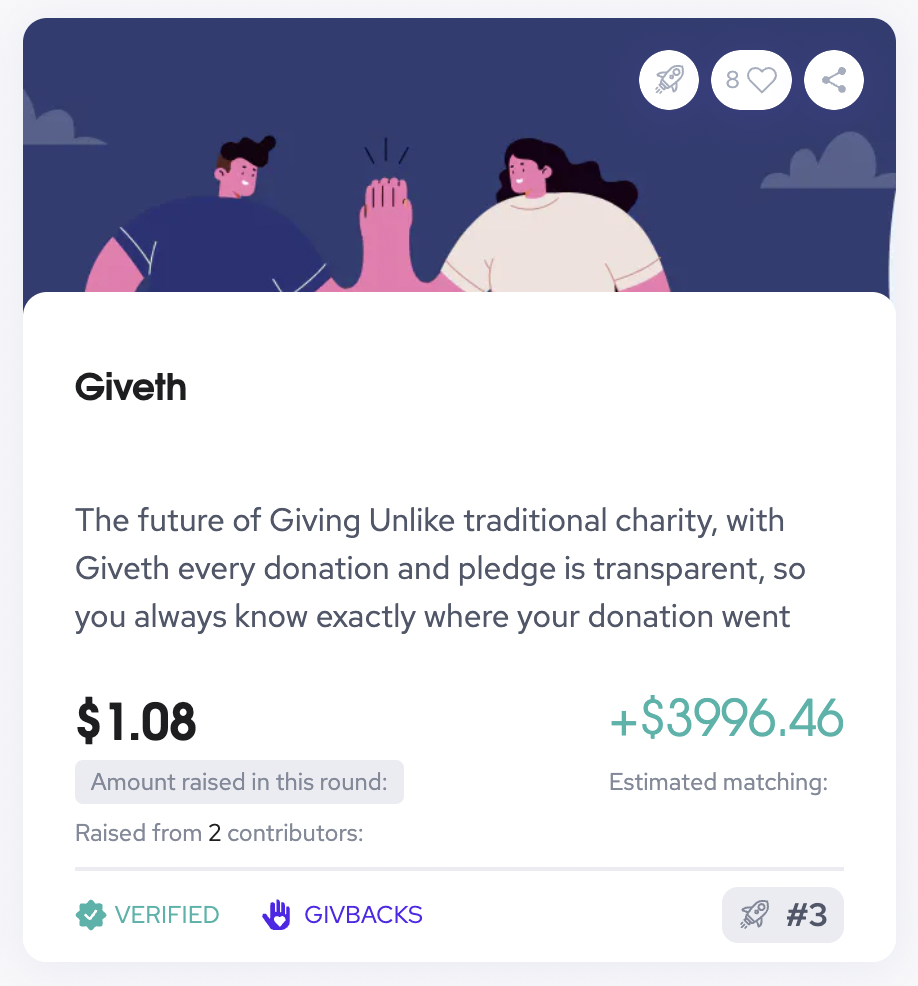 8
Giveth
The future of Giving Unlike traditional charity, with
Giveth every donation and pledge is transparent, so
you always know exactly where your donation went
$1.08
+$3996.46
Amount raised in this round:
Estimated matching:
Raised from 2 contributors:
VERIFIED
GIVBACKS
#3